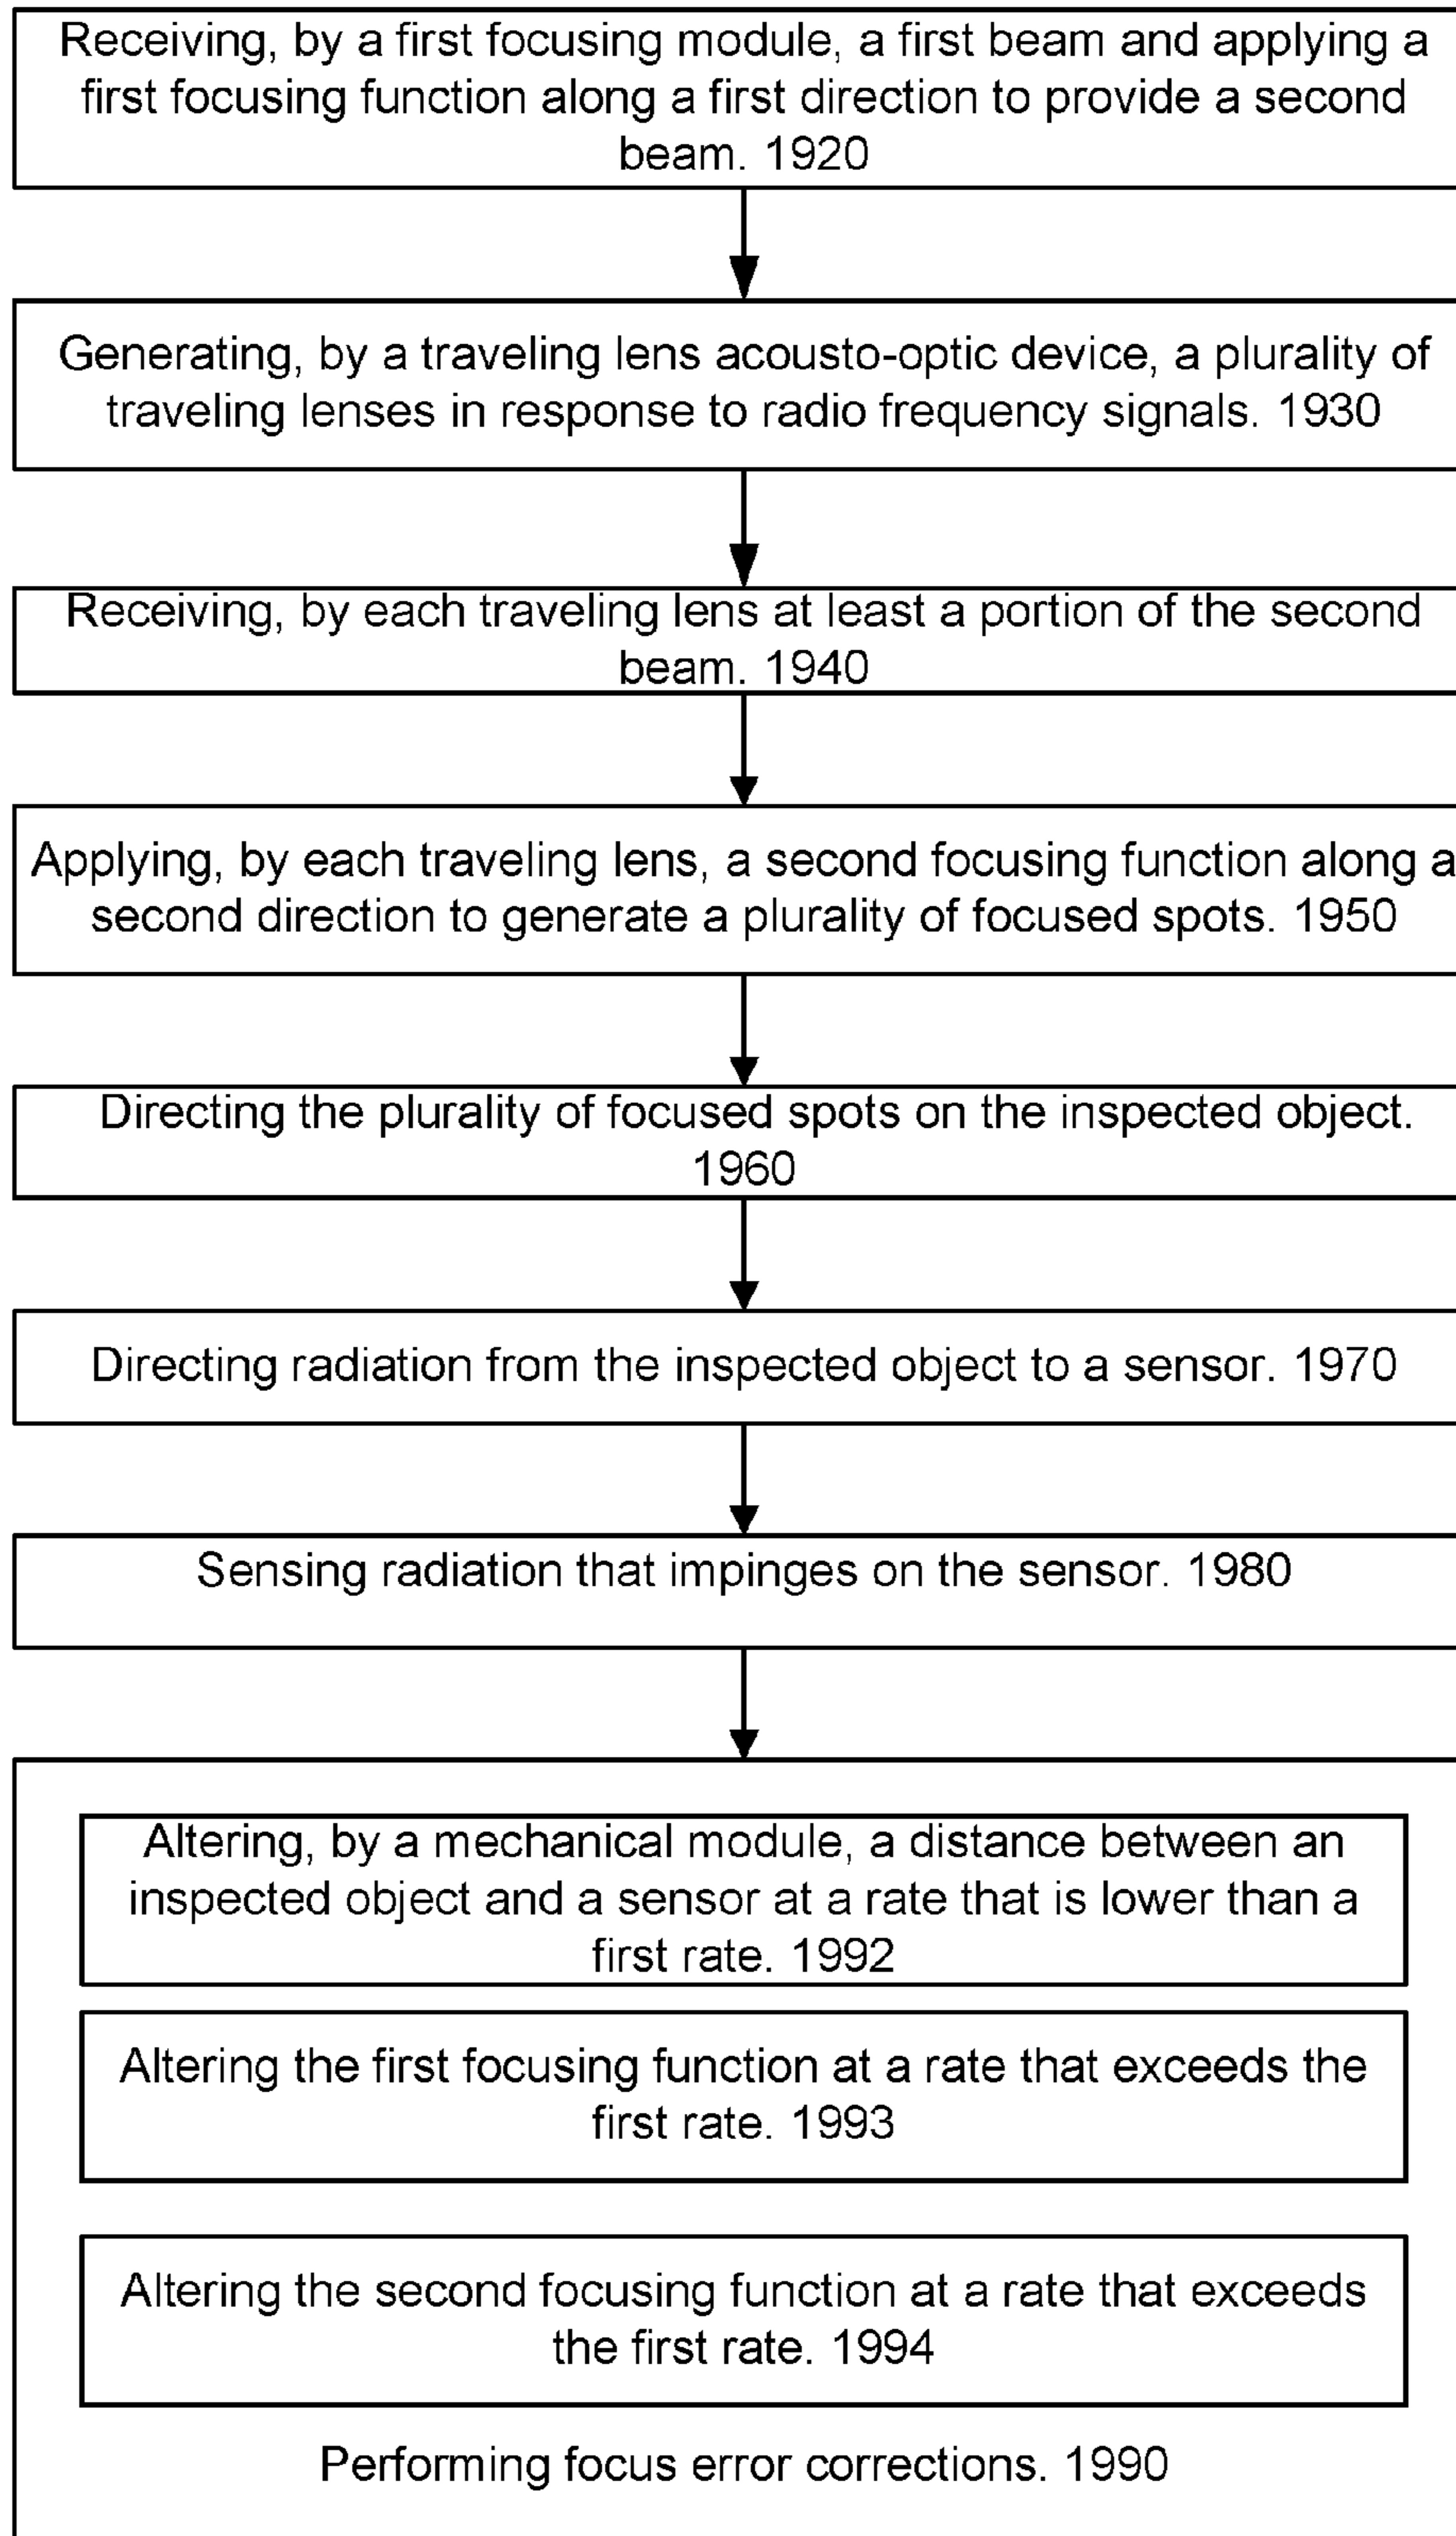 Receiving, by a first focusing module, a first beam and applying a
first focusing function along a first direction to provide a second
beam. 1920
Generating, by a traveling lens acousto-optic device, a plurality of
traveling lenses in response to radio frequency signals. 1930
Receiving, by each traveling lens at least a portion of the second
beam. 1940
Applying, by each traveling lens, a second focusing function along a
second direction to generate a plurality of focused spots. 1950
Directing the plurality of focused spots on the inspected object.
1960
Directing radiation from the inspected object to a sensor. 1970
Sensing radiation that impinges on the sensor. 1980
Altering, by a mechanical module, a distance between an
inspected object and a sensor at a rate that is lower than a
first rate. 1992
Altering the first focusing function at a rate that exceeds the
first rate. 1993
Altering the second focusing function at a rate that exceeds
the first rate. 1994
Performing focus error corrections. 1990